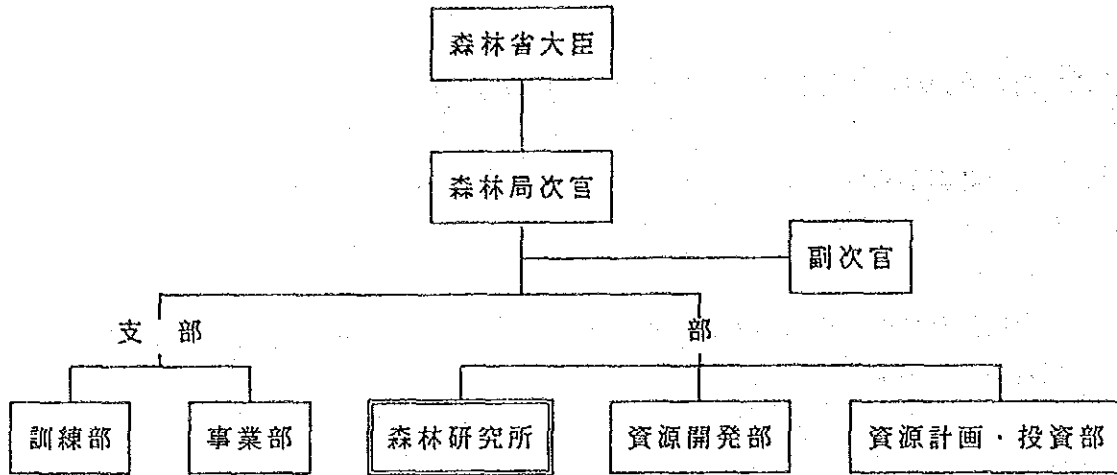 森林省大臣
森林局次官
副次官
支部
部
訓練部
事業部
森林研究所
資源開発部
資源計画・投資部